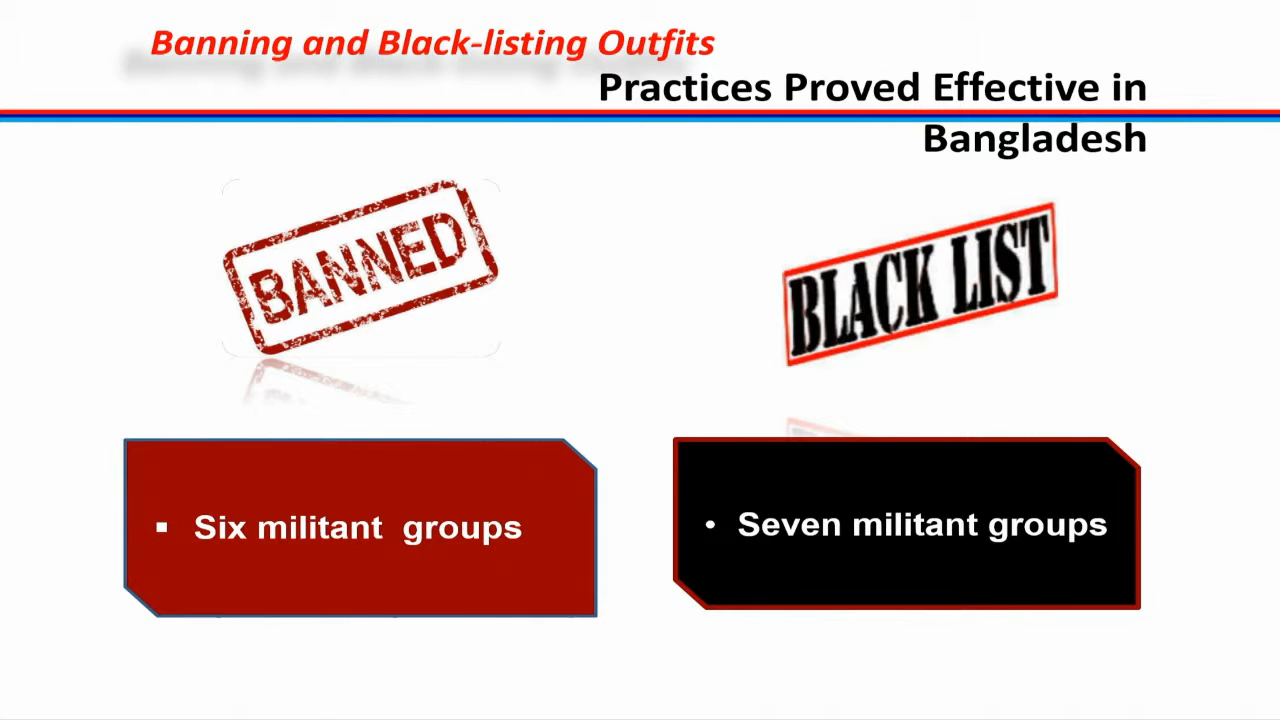 Banning and Black-listing Outfits
Practices Proved Effective in
Bangladesh
BANNED
BLACK LIST
▪ Six militant groups
• Seven militant groups